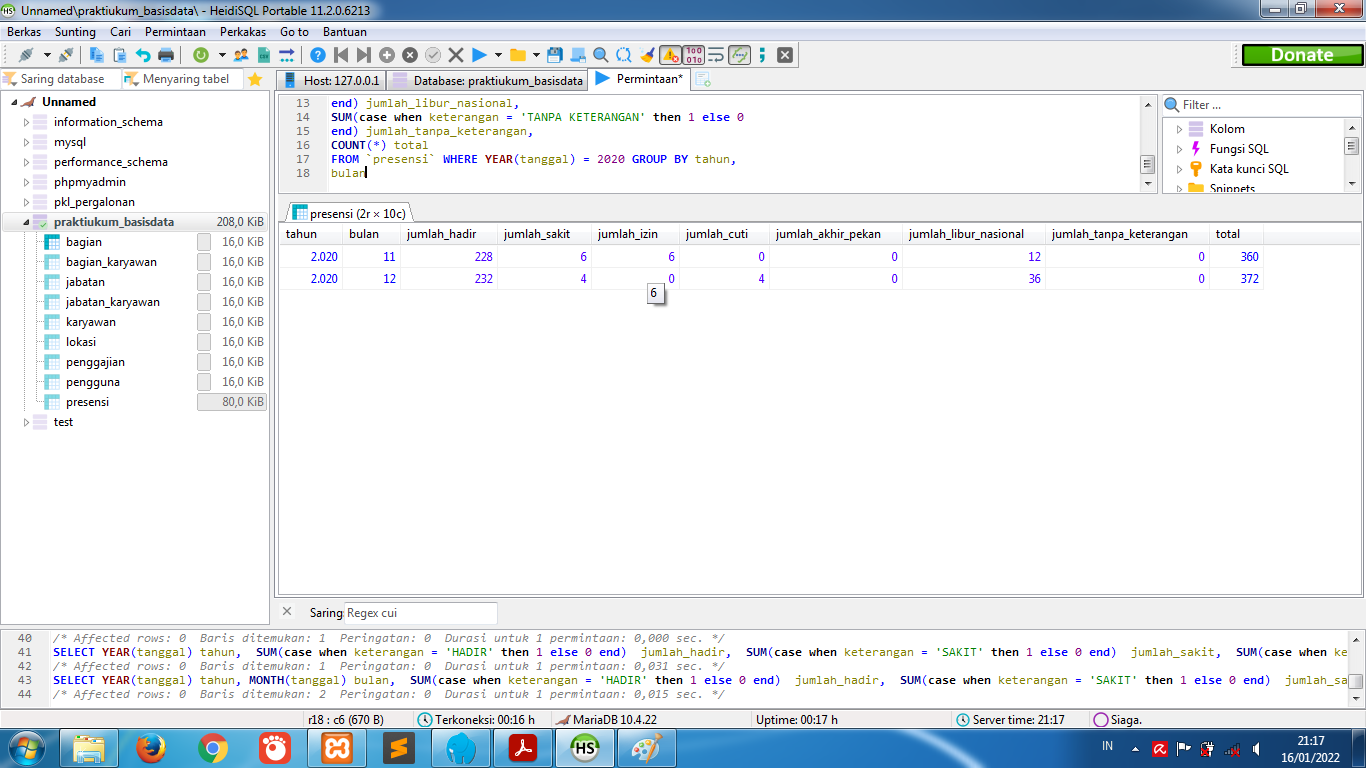 HS Unnamed\praktiukum_basisdata\ - HeidiSQL Portable 11.2.0.6213
Berkas Sunting Cari Permintaan Perkakas Go to Bantuan
Donate
Saring database Menyaring tabel Host: 127.0.0.1 Database: praktiukum_basisdata Permintaan*
Unnamed
information_schema
mysql
performance_schema
phpmyadmin
pkl_pergalonan
praktiukum_basisdata 208,0 KiB
bagian 16,0 KiB
bagian_karyawan 16,0 KiB
jabatan 16,0 KiB
jabatan_karyawan 16,0 KiB
karyawan 16,0 KiB
lokasi 16,0 KiB
penggajian 16,0 KiB
pengguna 16,0 KiB
presensi 80,0 KiB
test
13 end) jumlah_libur_nasional,
14 SUM(case when keterangan = 'TANPA KETERANGAN' then 1 else 0
15 end) jumlah_tanpa_keterangan,
16 COUNT(*) total
17 FROM `presensi` WHERE YEAR(tanggal) = 2020 GROUP BY tahun,
18 bulan
Filter ...
Kolom
Fungsi SQL
Kata kunci SQL
Snippets
presensi (2r × 10c)
tahun bulan jumlah_hadir jumlah_sakit jumlah_izin jumlah_cuti jumlah_akhir_pekan jumlah_libur_nasional jumlah_tanpa_keterangan total
2.020 11 228 6 6 0 0 12 0 360
2.020 12 232 4 0 4 0 36 0 372
6
Saring: Regex cui
40 /* Affected rows: 0 Baris ditemukan: 1 Peringatan: 0 Durasi untuk 1 permintaan: 0,000 sec. */
41 SELECT YEAR(tanggal) tahun, SUM(case when keterangan = 'HADIR' then 1 else 0 end) jumlah_hadir, SUM(case when keterangan = 'SAKIT' then 1 else 0 end) jumlah_sakit, SUM(case when ke
42 /* Affected rows: 0 Baris ditemukan: 1 Peringatan: 0 Durasi untuk 1 permintaan: 0,031 sec. */
43 SELECT YEAR(tanggal) tahun, MONTH(tanggal) bulan, SUM(case when keterangan = 'HADIR' then 1 else 0 end) jumlah_hadir, SUM(case when keterangan = 'SAKIT' then 1 else 0 end) jumlah_sa
44 /* Affected rows: 0 Baris ditemukan: 2 Peringatan: 0 Durasi untuk 1 permintaan: 0,015 sec. */
r18 : c6 (670 B) Terkoneksi: 00:16 h MariaDB 10.4.22 Uptime: 00:17 h Server time: 21:17 Siaga.
HS
IN
21:17
16/01/2022